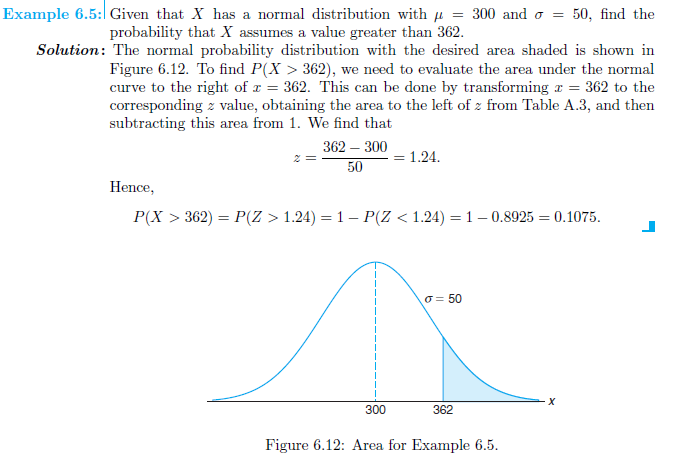 Example 6.5: Given that X has a normal distribution with μ = 300 and σ = 50, find the
probability that X assumes a value greater than 362.
Solution: The normal probability distribution with the desired area shaded is shown in
Figure 6.12. To find P(X > 362), we need to evaluate the area under the normal
curve to the right of x = 362. This can be done by transforming x = 362 to the
corresponding z value, obtaining the area to the left of z from Table A.3, and then
subtracting this area from 1. We find that
z = (362 − 300)/50 = 1.24.
Hence,
P(X > 362) = P(Z > 1.24) = 1 − P(Z < 1.24) = 1 − 0.8925 = 0.1075.
σ = 50
x
300 362
Figure 6.12: Area for Example 6.5.